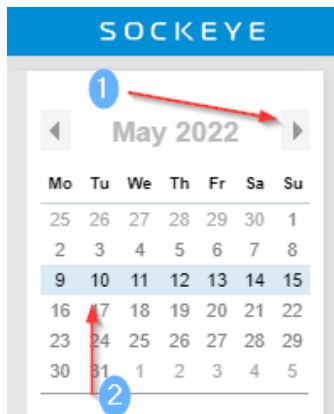 SOCKEYE
1
May 2022
Mo Tu We Th Fr Sa Su
25 26 27 28 29 30 1
2 3 4 5 6 7 8
9 10 11 12 13 14 15
16 17 18 19 20 21 22
23 24 25 26 27 28 29
30 31 1 2 3 4 5
2